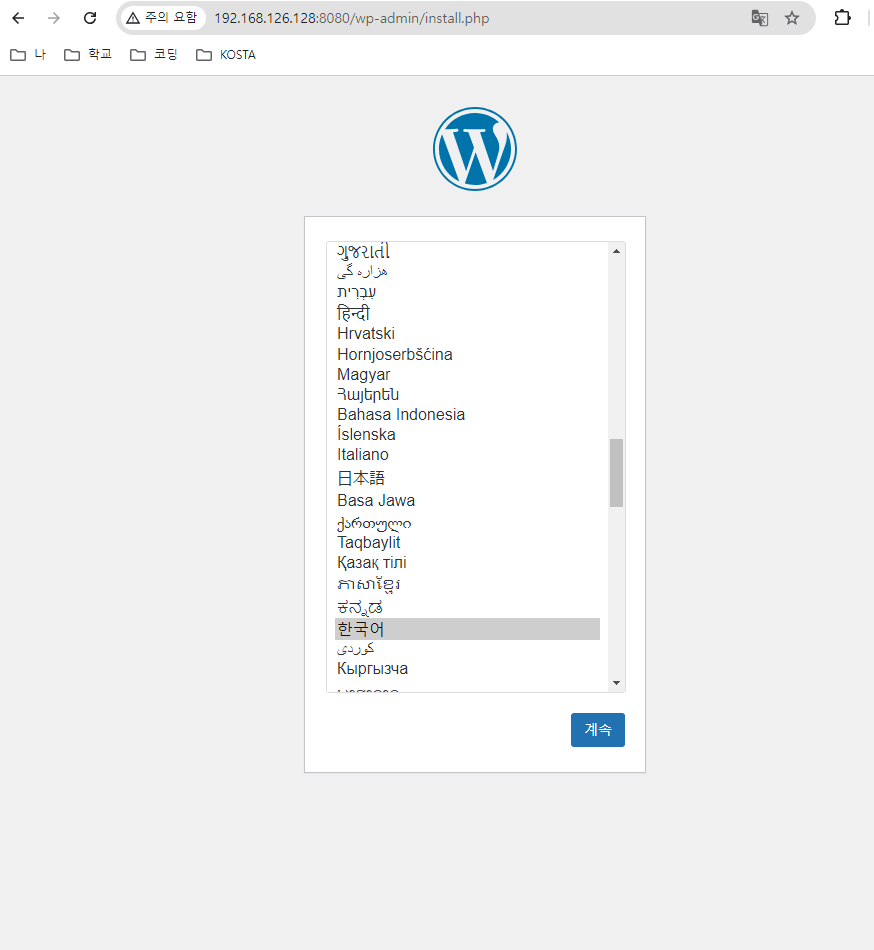 주의 요함
192.168.126.128:8080/wp-admin/install.php
나 학교 코딩 KOSTA
ગુજરાતી
هزاره گی
עִבְרִית
हिन्दी
Hrvatski
Hornjoserbšćina
Magyar
Հայերեն
Bahasa Indonesia
Íslenska
Italiano
日本語
Basa Jawa
ქართული
Taqbaylit
Қазақ тілі
ភាសាខ្មែរ
ಕನ್ನಡ
한국어
كوردی
Кыргызча
계속